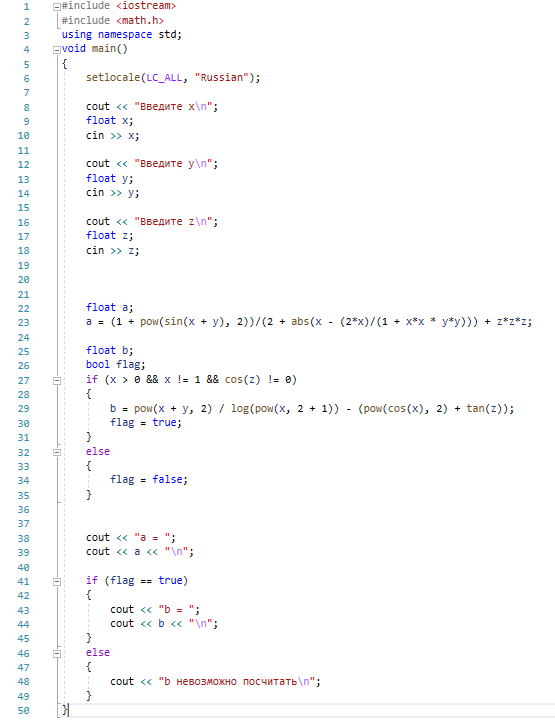 1 #include <iostream>
2 #include <math.h>
3 using namespace std;
4 void main()
5 {
6 setlocale(LC_ALL, "Russian");
7
8 cout << "Введите x\n";
9 float x;
10 cin >> x;
11
12 cout << "Введите y\n";
13 float y;
14 cin >> y;
15
16 cout << "Введите z\n";
17 float z;
18 cin >> z;
19
20
21
22 float a;
23 a = (1 + pow(sin(x + y), 2))/(2 + abs(x - (2*x)/(1 + x*x * y*y))) + z*z*z;
24
25 float b;
26 bool flag;
27 if (x > 0 && x != 1 && cos(z) != 0)
28 {
29 b = pow(x + y, 2) / log(pow(x, 2 + 1)) - (pow(cos(x), 2) + tan(z));
30 flag = true;
31 }
32 else
33 {
34 flag = false;
35 }
36
37
38 cout << "a = ";
39 cout << a << "\n";
40
41 if (flag == true)
42 {
43 cout << "b = ";
44 cout << b << "\n";
45 }
46 else
47 {
48 cout << "b невозможно посчитать\n";
49 }
50 }